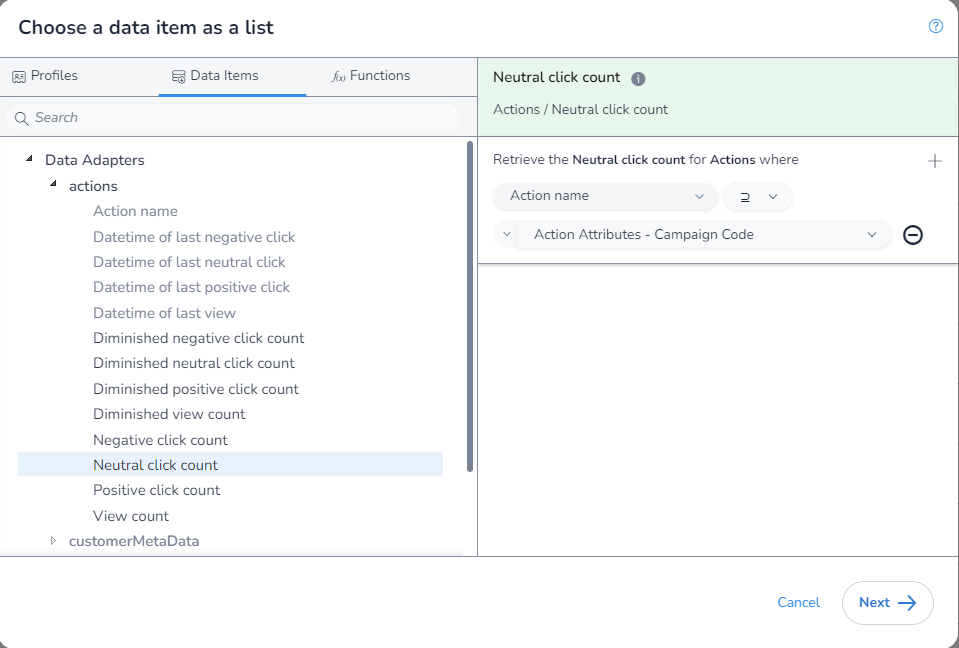 Choose a data item as a list
Profiles
Data Items
f(x) Functions
Search
Data Adapters
actions
Action name
Datetime of last negative click
Datetime of last neutral click
Datetime of last positive click
Datetime of last view
Diminished negative click count
Diminished neutral click count
Diminished positive click count
Diminished view count
Negative click count
Neutral click count
Positive click count
View count
customerMetaData
Neutral click count
Actions / Neutral click count
Retrieve the Neutral click count for Actions where
Action name ⊇
Action Attributes - Campaign Code
Cancel
Next